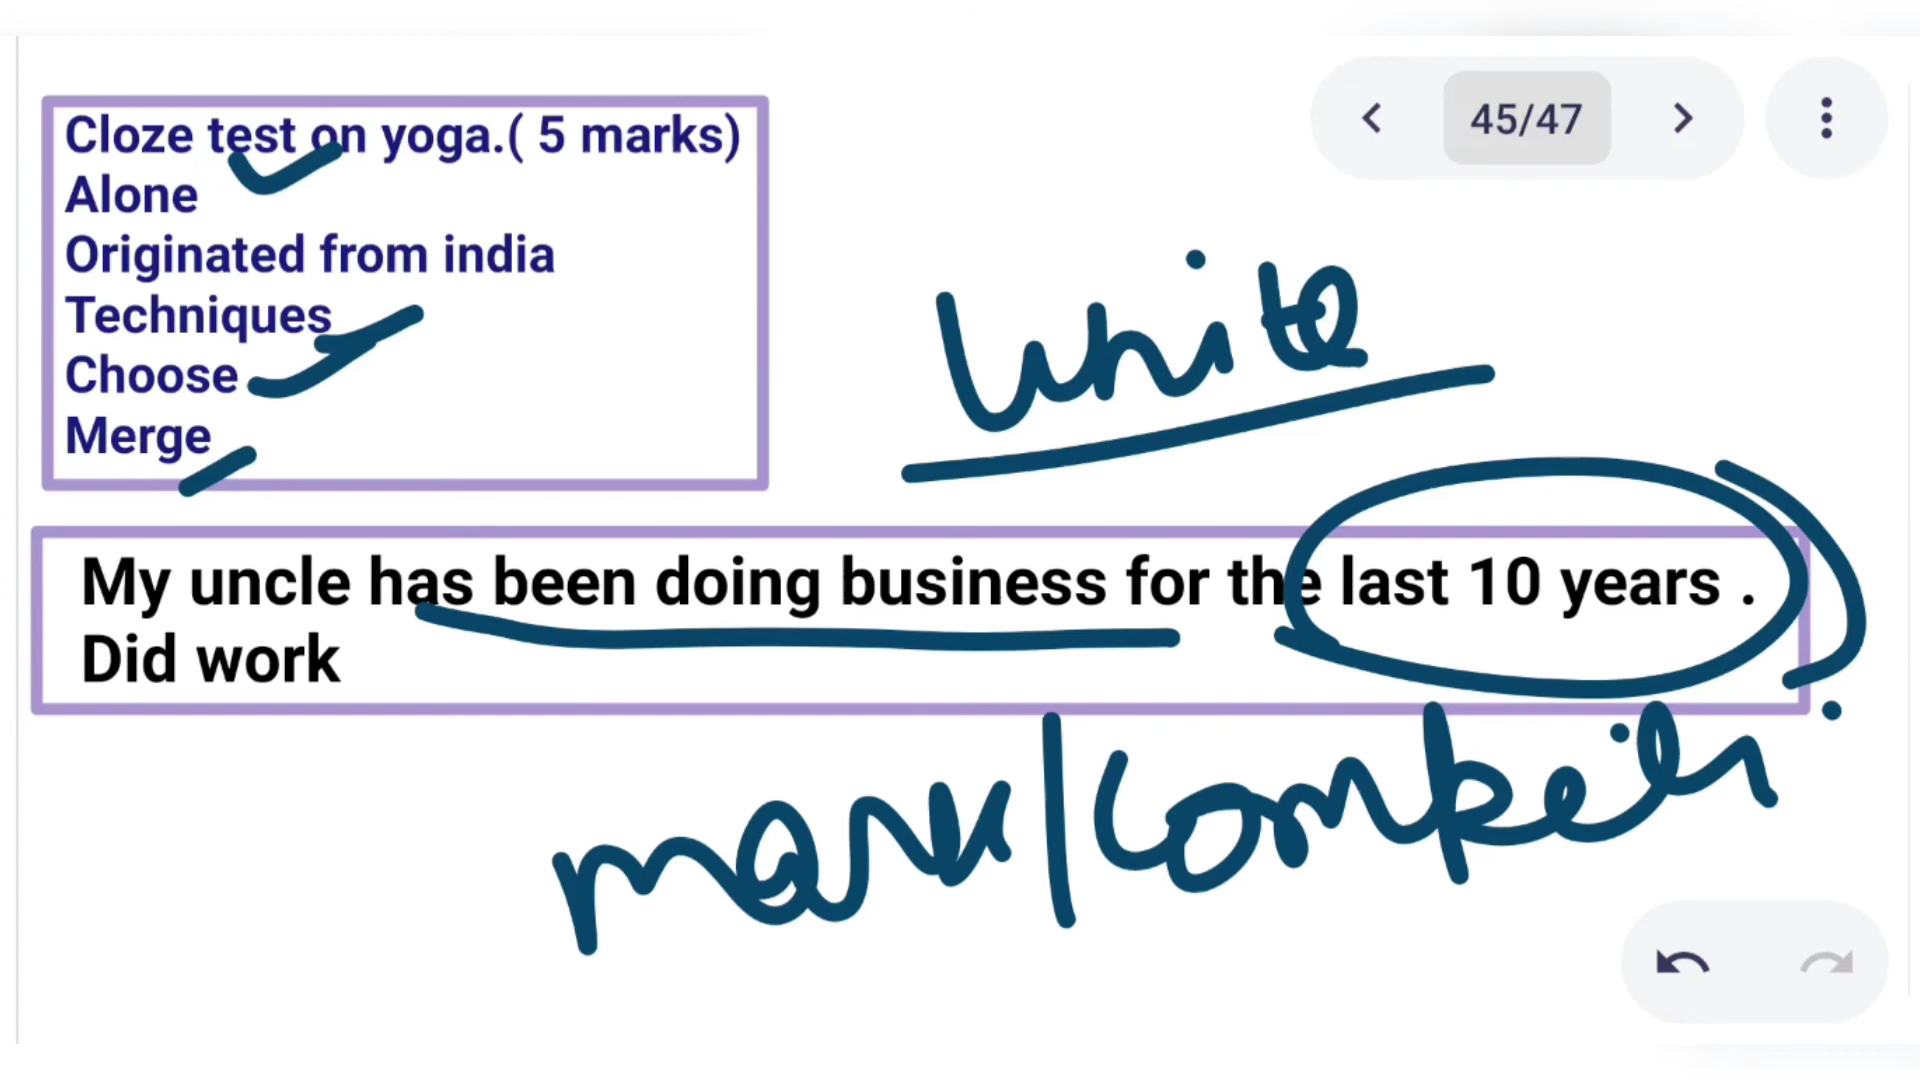 Cloze test on yoga.( 5 marks)
Alone
Originated from india
Techniques
Choose
Merge
45/47
Unite
My uncle has been doing business for the last 10 years .
Did work